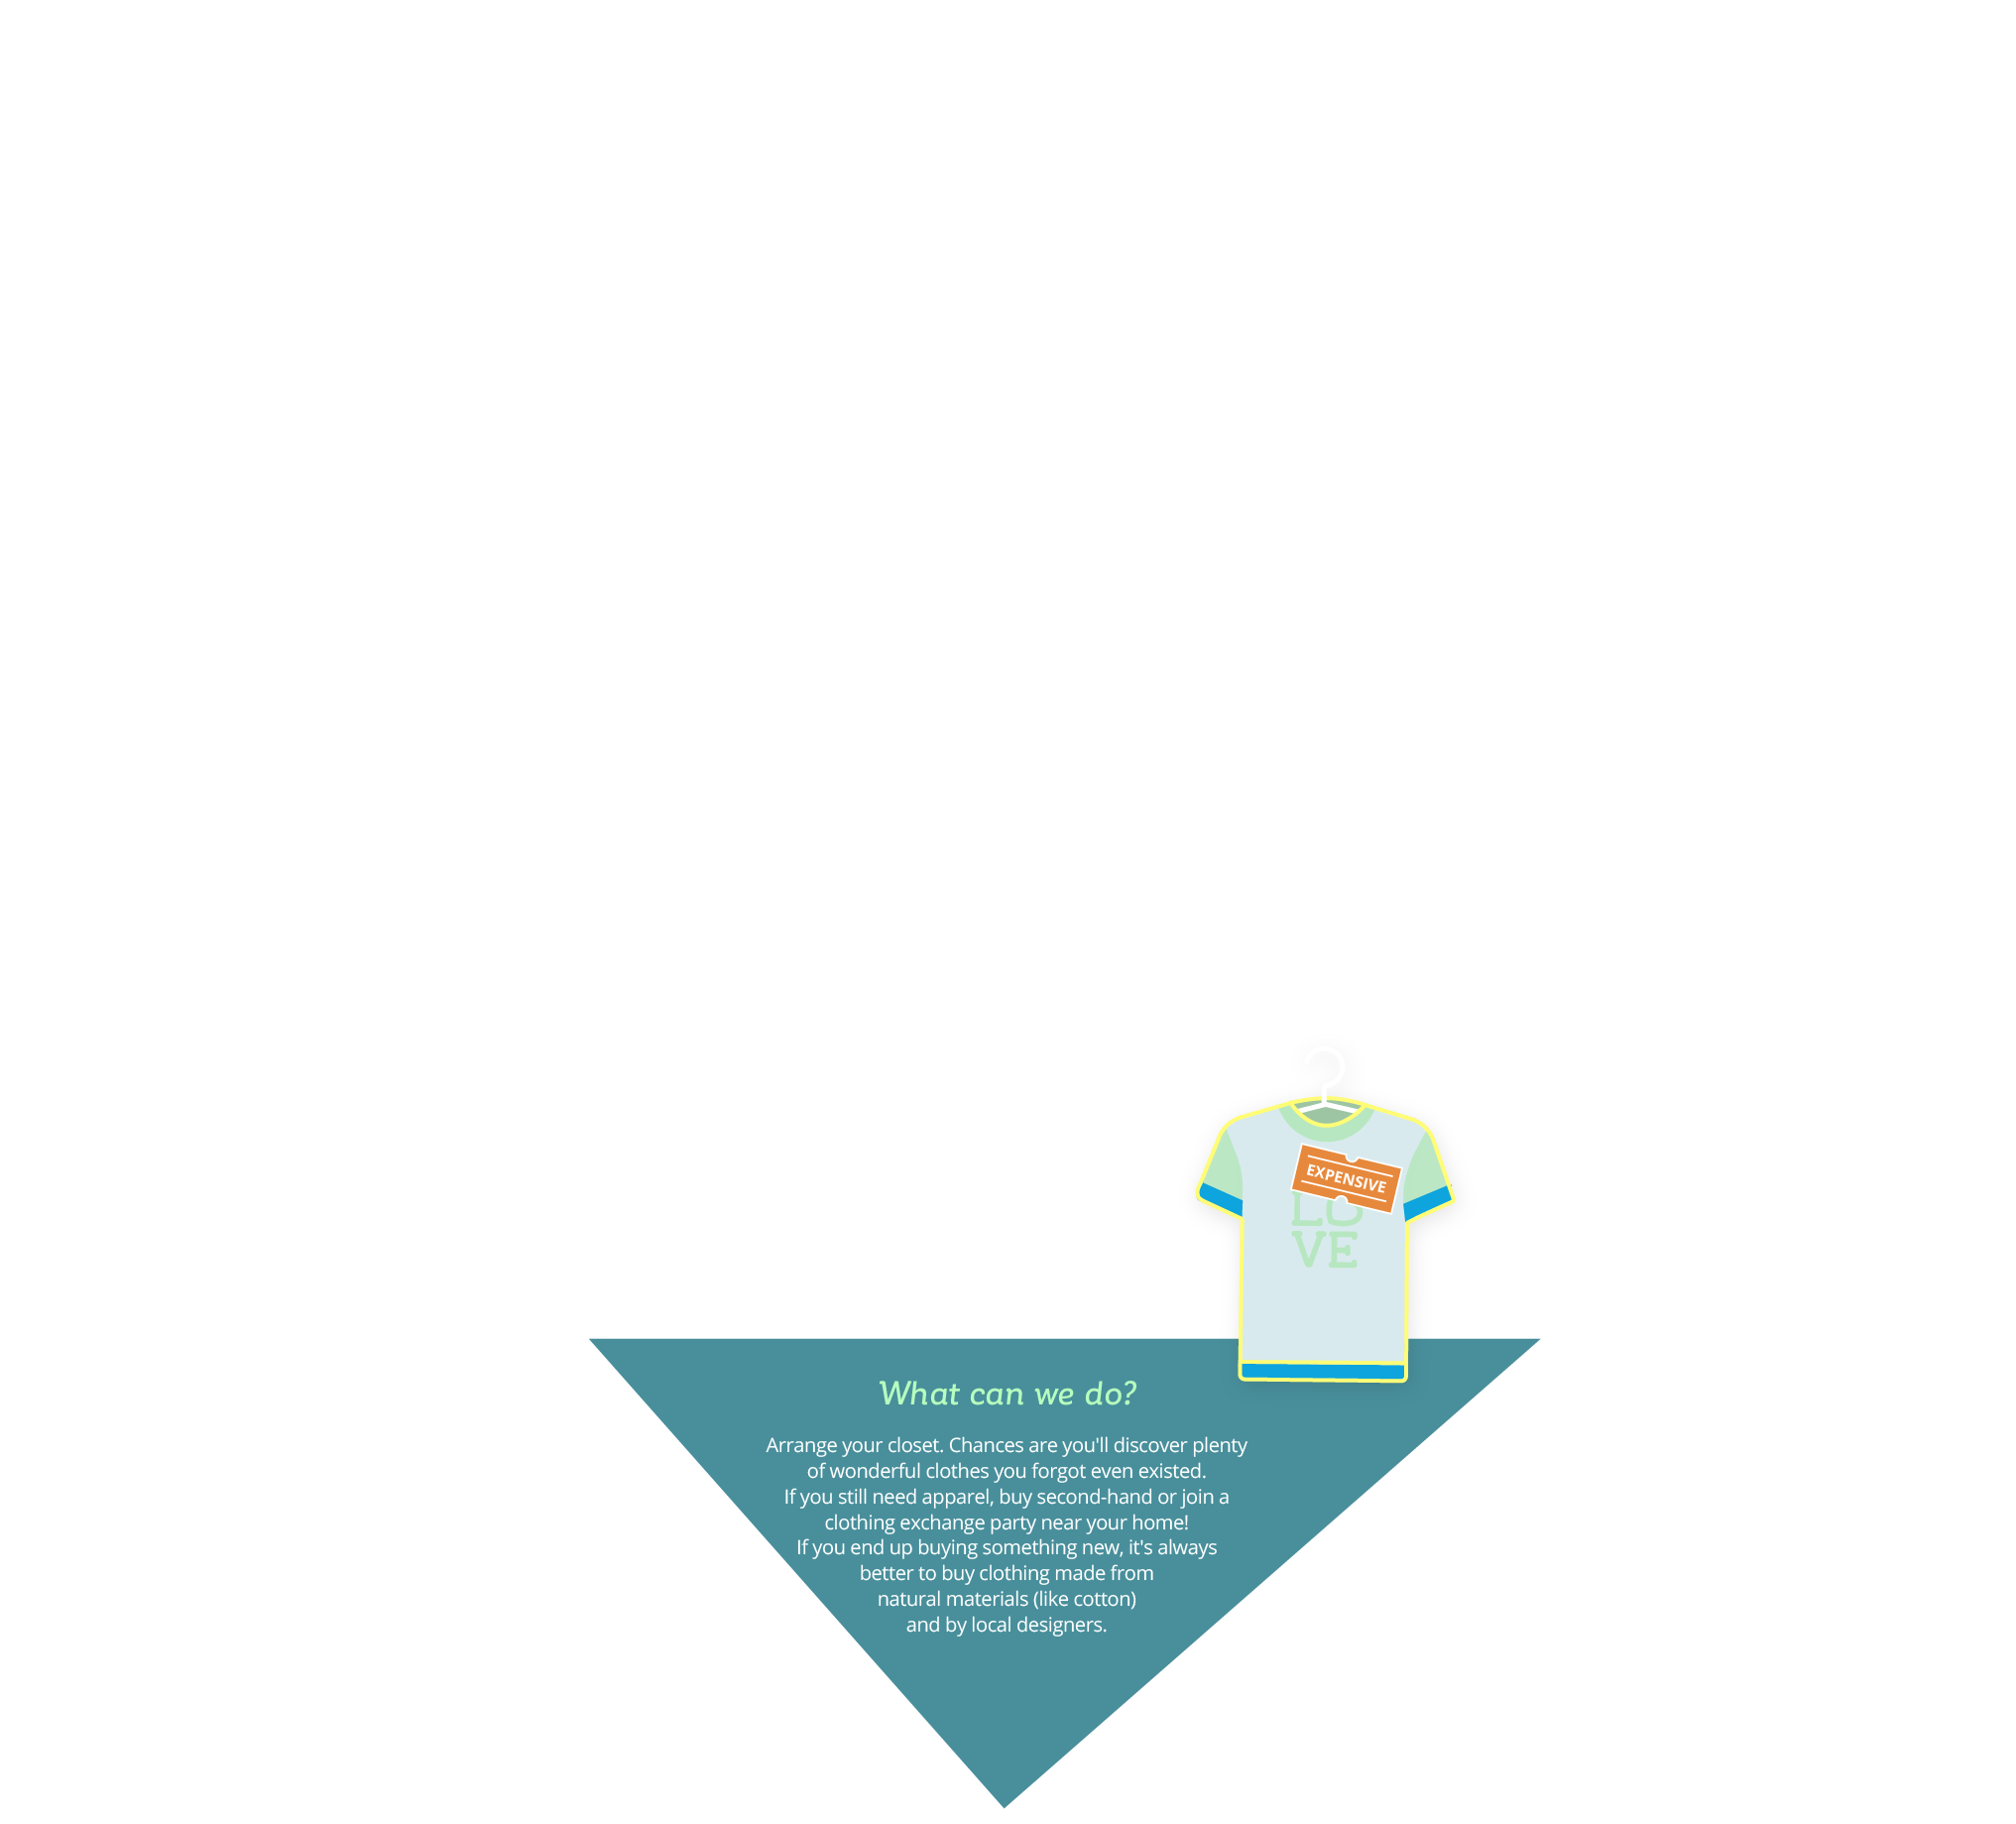 EXPENSIVE
LO
VE
What can we do?
Arrange your closet. Chances are you'll discover plenty
of wonderful clothes you forgot even existed.
If you still need apparel, buy second-hand or join a
clothing exchange party near your home!
If you end up buying something new, it's always
better to buy clothing made from
natural materials (like cotton)
and by local designers.